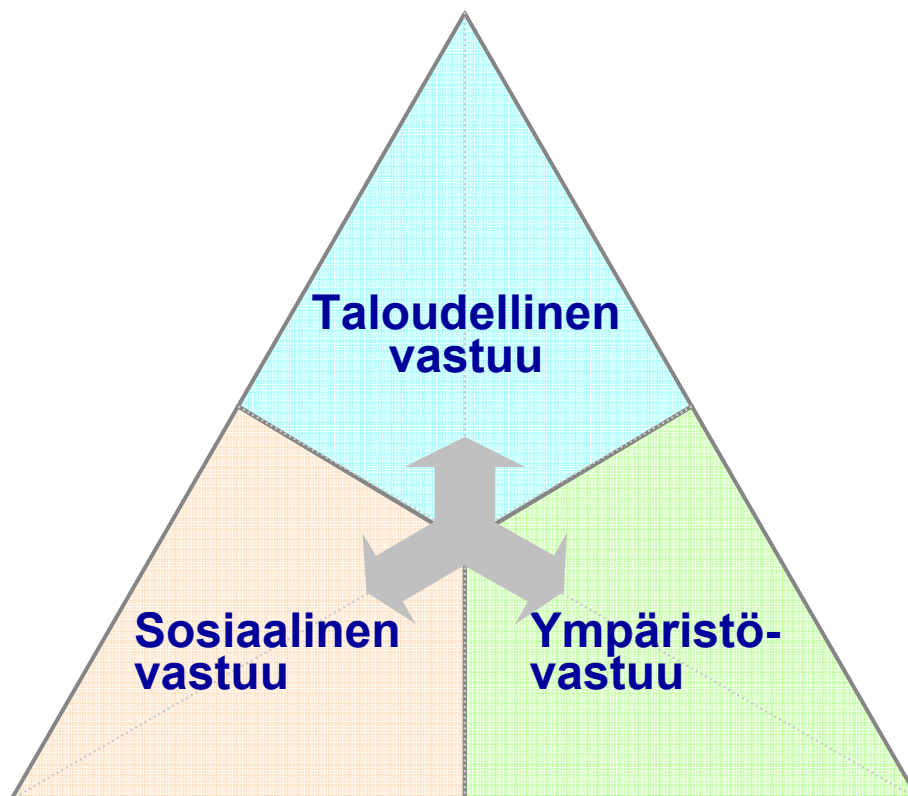 Taloudellinen
vastuu
Sosiaalinen
vastuu
Ympäristö-
vastuu